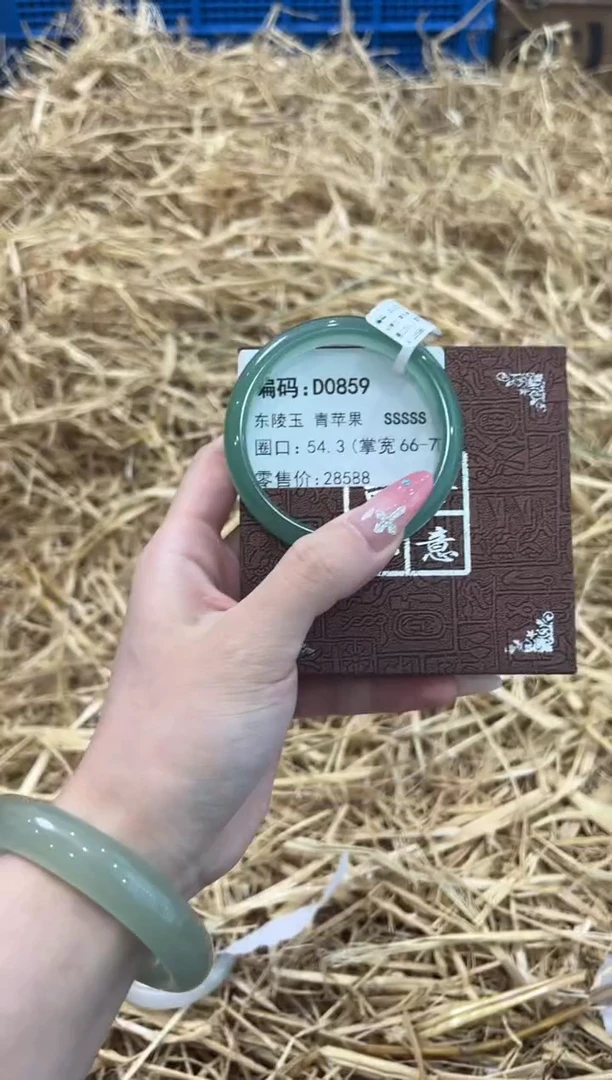 编码:D0859
东陵玉 青苹果 SSSSS
圈口: 54.3(掌宽66-7
零售价:28588
意